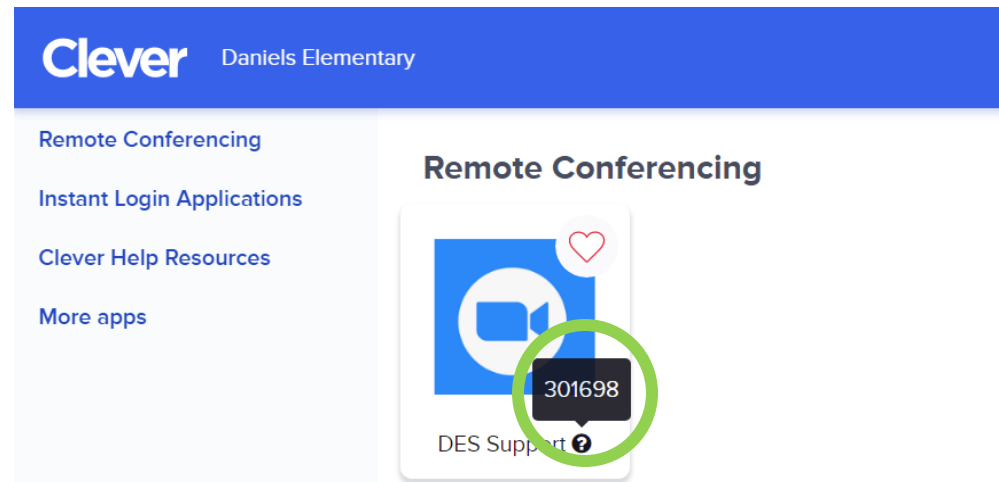 Clever
Daniels Elementary
Remote Conferencing
Instant Login Applications
Clever Help Resources
More apps
Remote Conferencing
301698
DES Support ?